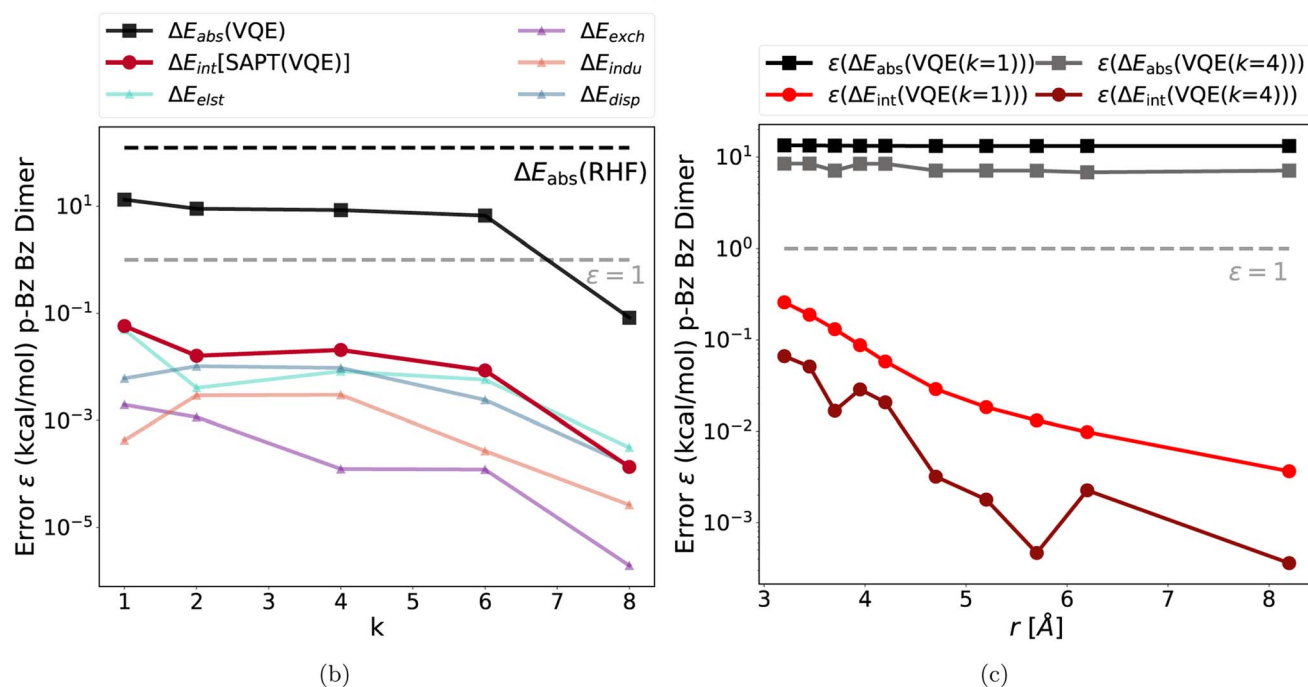 ΔE_abs(VQE)
ΔE_int[SAPT(VQE)]
ΔE_elst
ΔE_exch
ΔE_indu
ΔE_disp
Error ε (kcal/mol) p-Bz Bz Dimer
10^1
10^-1
10^-3
10^-5
ΔE_abs(RHF)
ε = 1
1 2 4 6 8
k
(b)
ε(ΔE_abs(VQE(k=1))) ε(ΔE_abs(VQE(k=4)))
ε(ΔE_int(VQE(k=1))) ε(ΔE_int(VQE(k=4)))
Error ε (kcal/mol) p-Bz Bz Dimer
10^1
10^0
10^-1
10^-2
10^-3
ε = 1
3 4 5 6 7 8
r [Å]
(c)